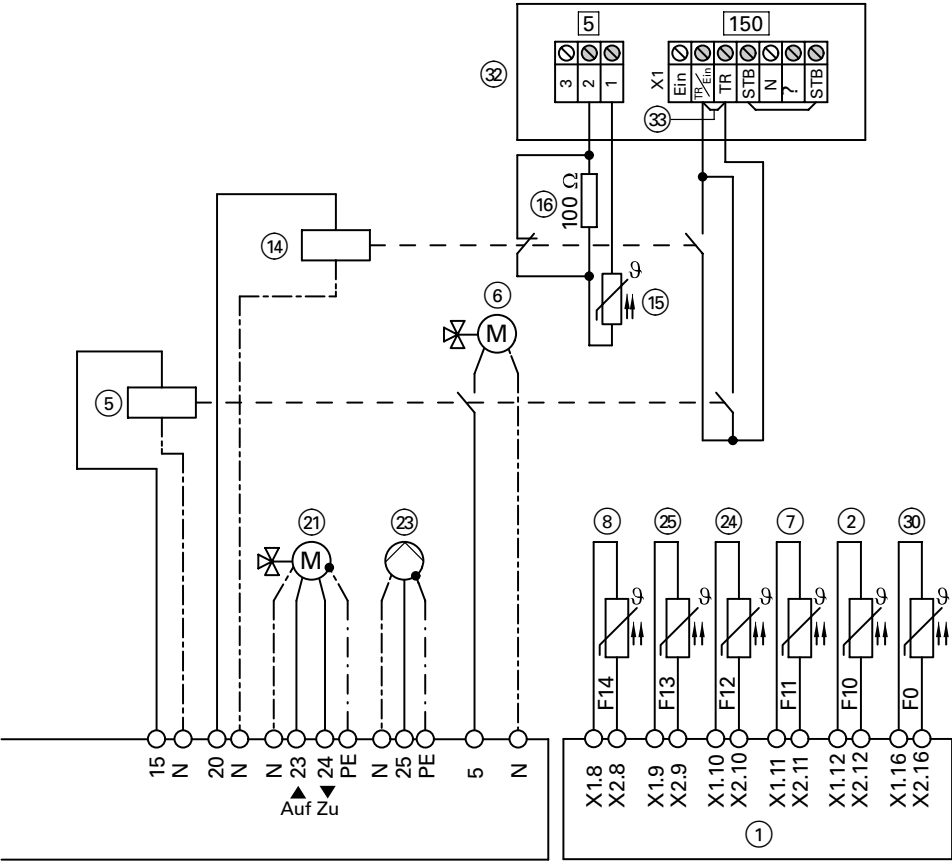 5
150
32
3
2
1
X1
Ein
TR/Ein
TR
STB
N
?
STB
33
16
100 Ω
14
ϑ
15
6
M
5
21
M
23
8
25
24
7
2
30
ϑ
ϑ
ϑ
ϑ
ϑ
ϑ
F14
F13
F12
F11
F10
F0
15
N
20
N
N
23
24
PE
N
25
PE
5
N
Auf Zu
X1.8
X2.8
X1.9
X2.9
X1.10
X2.10
X1.11
X2.11
X1.12
X2.12
X1.16
X2.16
1